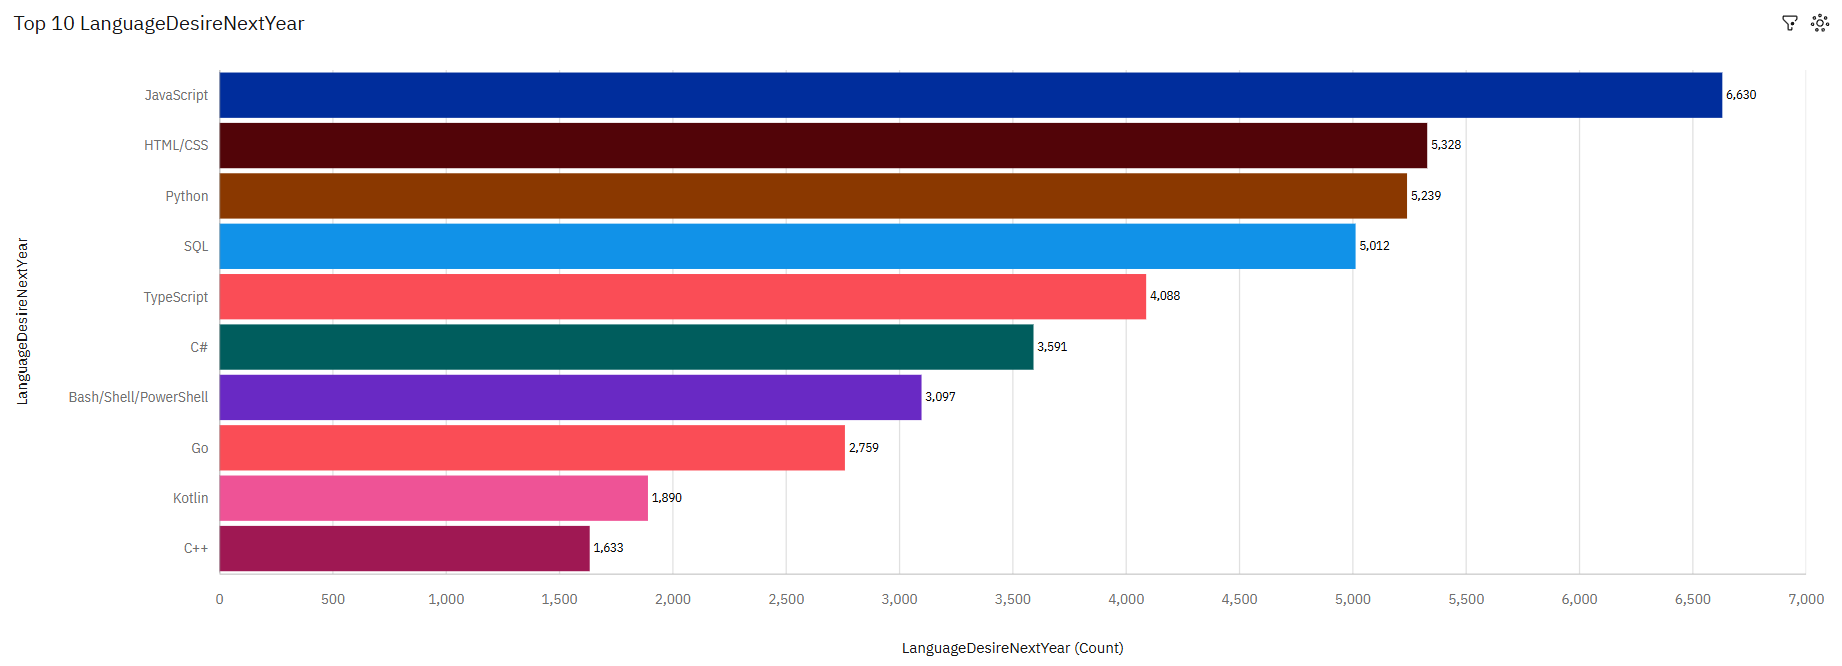 Top 10 LanguageDesireNextYear
LanguageDesireNextYear
JavaScript 6,630
HTML/CSS 5,328
Python 5,239
SQL 5,012
TypeScript 4,088
C# 3,591
Bash/Shell/PowerShell 3,097
Go 2,759
Kotlin 1,890
C++ 1,633
0 500 1,000 1,500 2,000 2,500 3,000 3,500 4,000 4,500 5,000 5,500 6,000 6,500 7,000
LanguageDesireNextYear (Count)